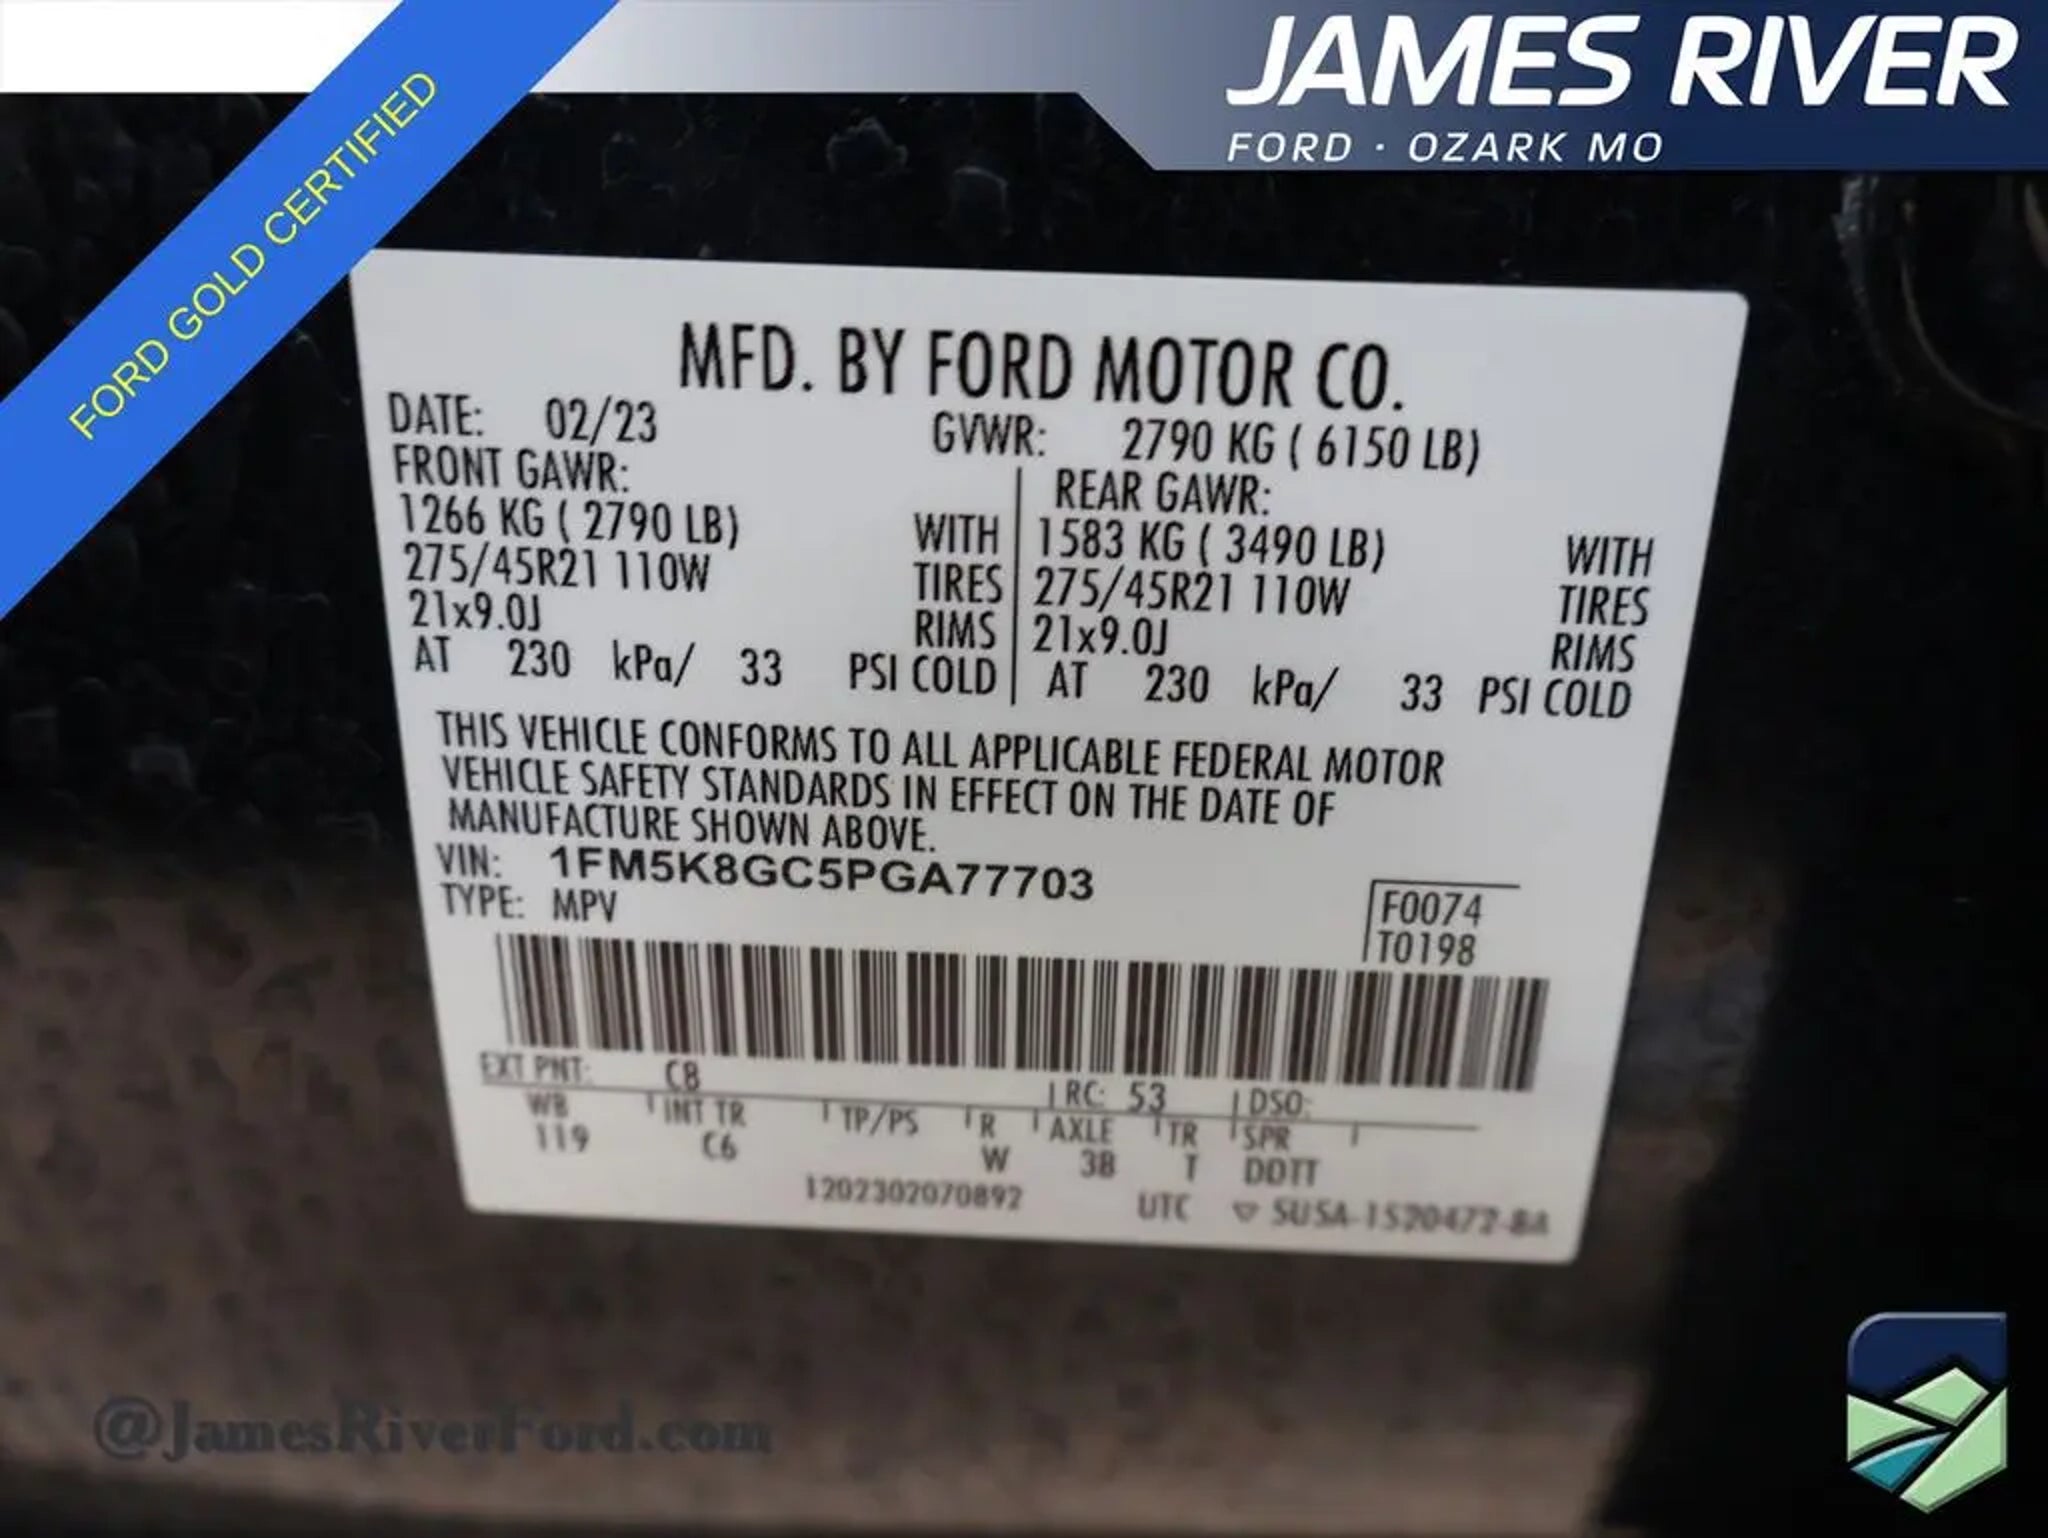 JAMES RIVER
FORD · OZARK MO
FORD GOLD CERTIFIED
MFD. BY FORD MOTOR CO.
DATE: 02/23 GVWR: 2790 KG ( 6150 LB)
FRONT GAWR: REAR GAWR:
1266 KG ( 2790 LB) WITH 1583 KG ( 3490 LB) WITH
275/45R21 110W TIRES 275/45R21 110W TIRES
21x9.0J RIMS 21x9.0J RIMS
AT 230 kPa/ 33 PSI COLD AT 230 kPa/ 33 PSI COLD
THIS VEHICLE CONFORMS TO ALL APPLICABLE FEDERAL MOTOR
VEHICLE SAFETY STANDARDS IN EFFECT ON THE DATE OF
MANUFACTURE SHOWN ABOVE.
VIN: 1FM5K8GC5PGA77703
TYPE: MPV
F0074
T0198
EXT PNT: C8 RC: 53 DSO:
WB INT TR TP/PS R AXLE TR SPR
119 C6 W 3B T DDTT
1202302070892 UTC ▽ SUSA-1520472-BA
@JamesRiverFord.com